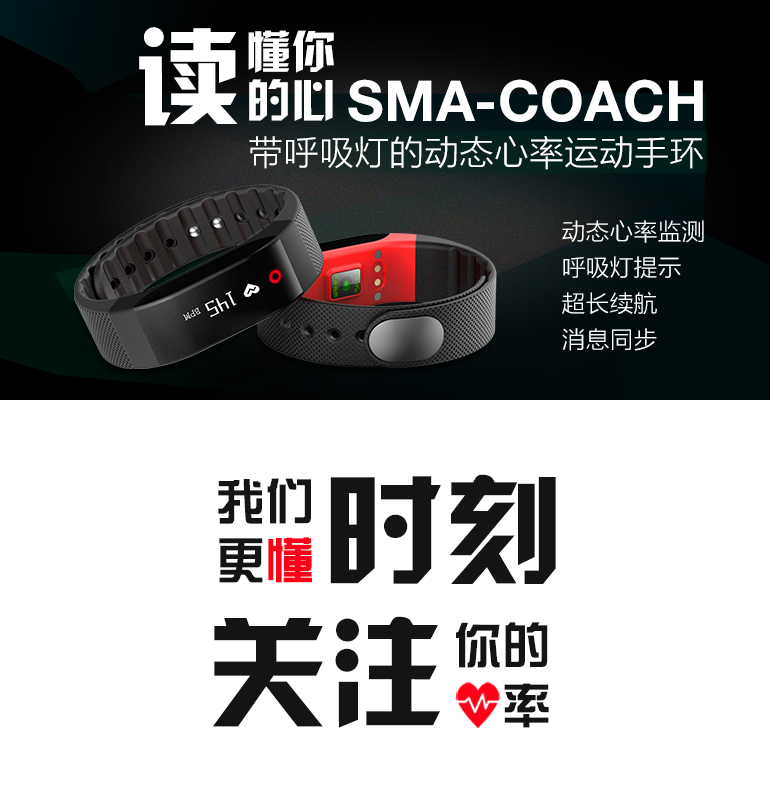 读懂你的心 SMA-COACH
带呼吸灯的动态心率运动手环
动态心率监测
呼吸灯提示
超长续航
消息同步
145 BPM
我们更懂时刻
关注你的率